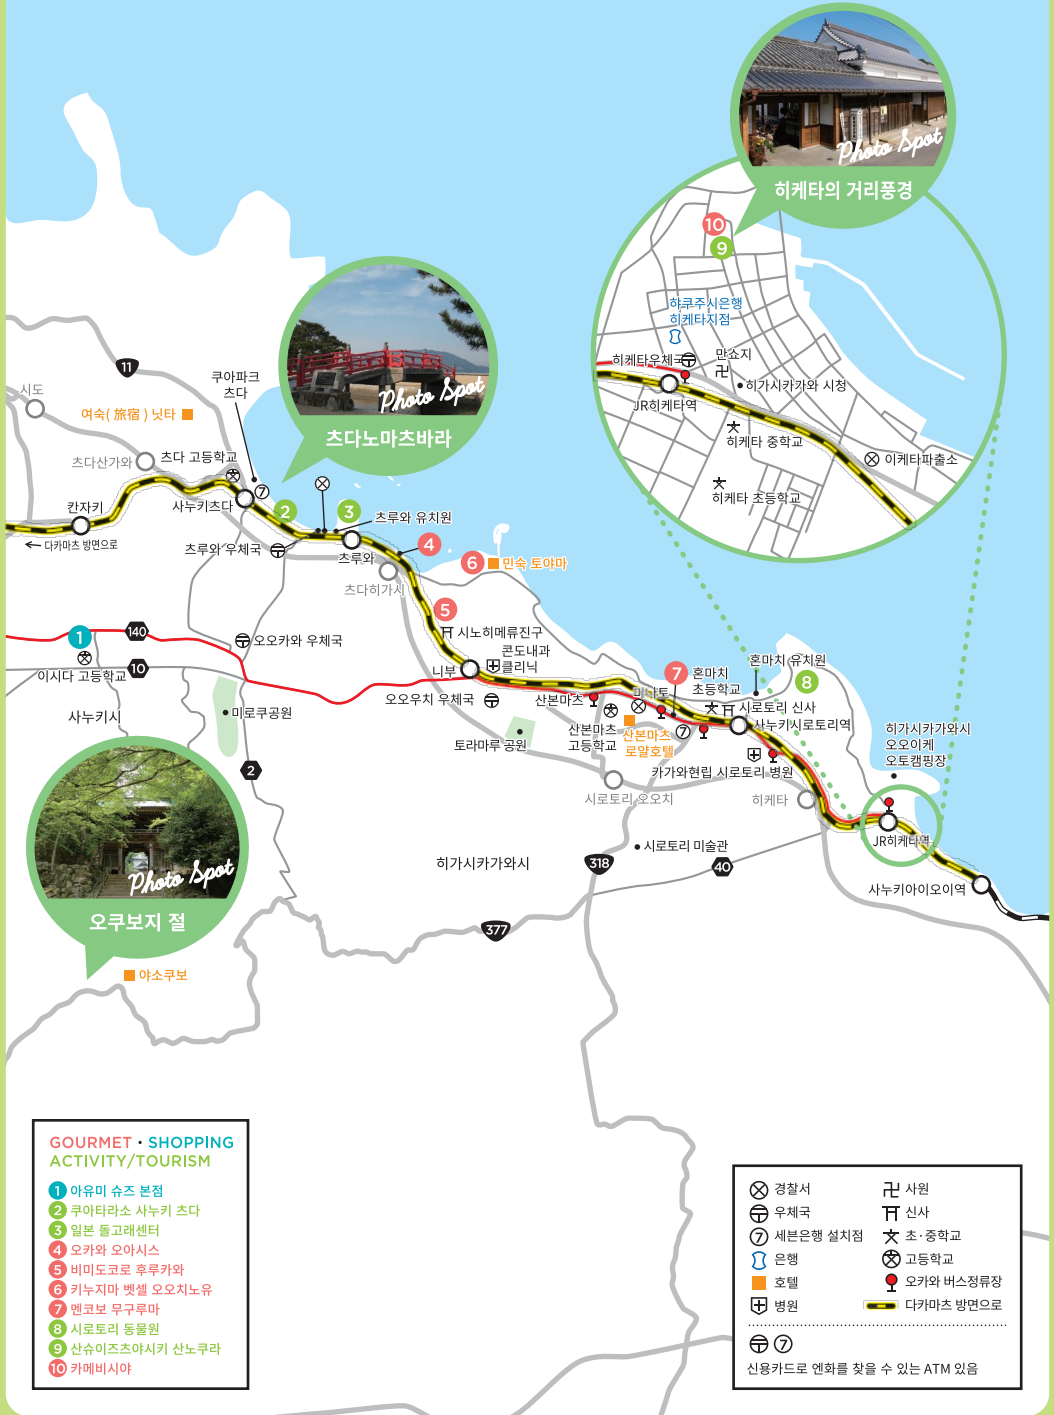 Photo Spot
히케타의 거리풍경
10
9
햐쿠주시은행
히케타지점
히케타우체국
만쇼지
히가시카가와 시청
JR히케타역
히케타 중학교
이케타파출소
히케타 초등학교
11
쿠아파크
츠다
시도
여숙( 旅宿 ) 닛타
Photo Spot
츠다노마츠바라
츠다산가와
츠다 고등학교
7
칸자키
사누키츠다
2
3
츠루와 유치원
다카마츠 방면으로
츠루와 우체국
츠루와
4
6
민숙 토야마
츠다히가시
5
1
140
시노히메류진구
오오카와 우체국
콘도내과
클리닉
10
이시다 고등학교
니부
7
혼마치
초등학교
혼마치 유치원
8
오오우치 우체국
산본마츠
미나토
시로토리 신사
사누키시
미로쿠공원
사누키시로토리역
토라마루 공원
산본마츠
고등학교
산본마츠
로얄호텔
7
히가시카가와시
오오이케
오토캠핑장
2
카가와현립 시로토리 병원
시로토리 오오치
히케타
JR히케타역
시로토리 미술관
히가시카가와시
318
40
사누키아이오이역
Photo Spot
오쿠보지 절
377
야소쿠보
GOURMET・SHOPPING
ACTIVITY/TOURISM
1 아유미 슈즈 본점
2 쿠아타라소 사누키 츠다
3 일본 돌고래센터
4 오카와 오아시스
5 비미도코로 후루카와
6 키누지마 벳셀 오오치노유
7 멘코보 무구루마
8 시로토리 동물원
9 산슈이즈츠야시키 산노쿠라
10 카메비시야
경찰서
우체국
7 세븐은행 설치점
은행
호텔
병원
사원
신사
초·중학교
고등학교
오카와 버스정류장
다카마츠 방면으로
7
신용카드로 엔화를 찾을 수 있는 ATM 있음